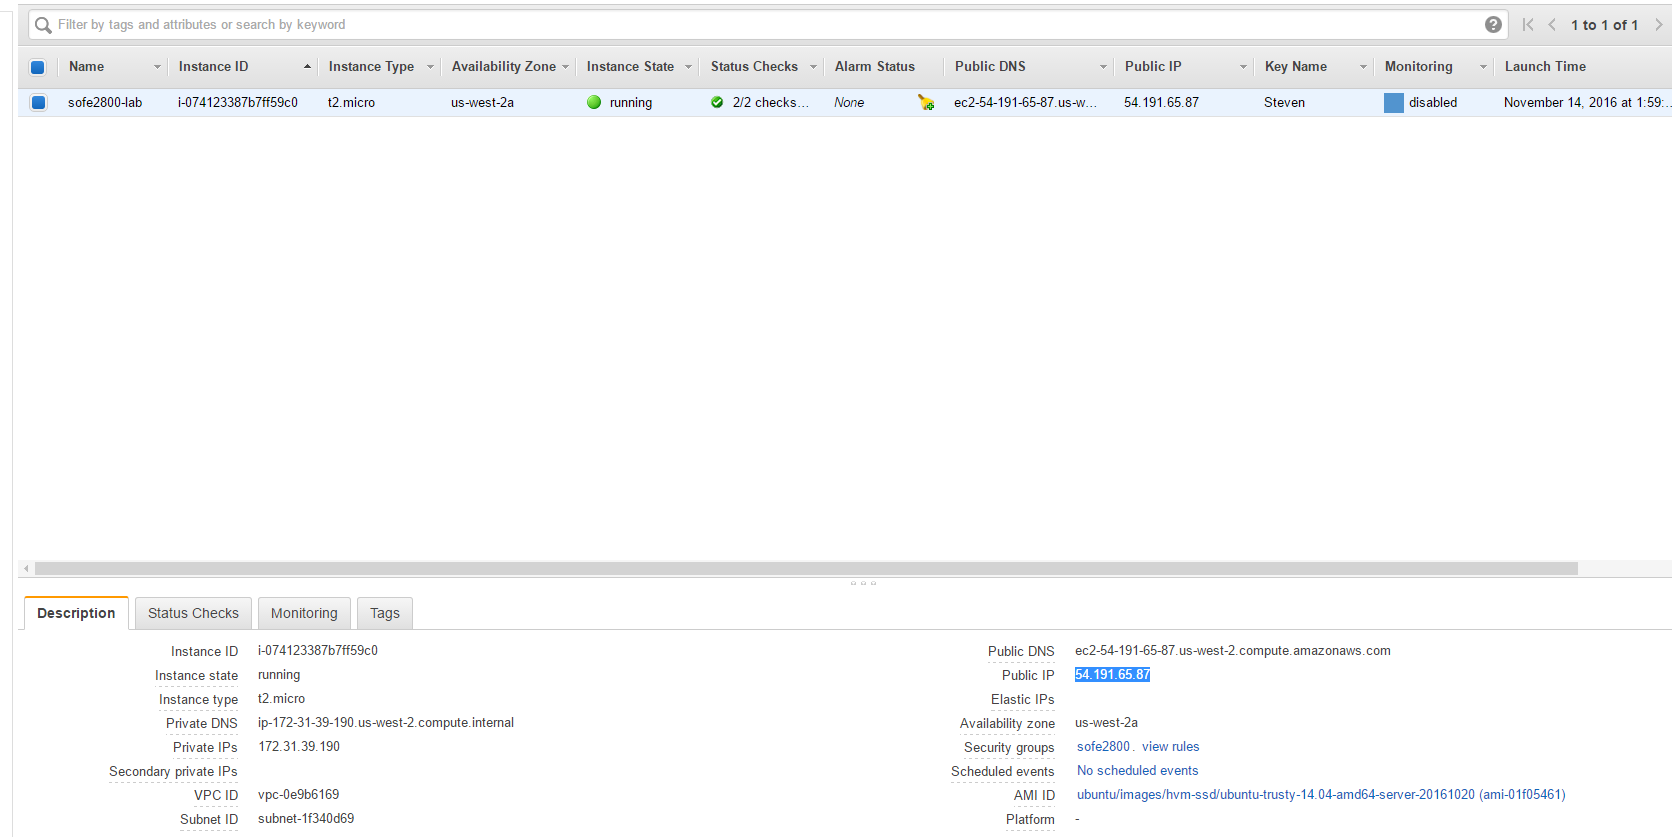 Filter by tags and attributes or search by keyword
1 to 1 of 1
Name Instance ID Instance Type Availability Zone Instance State Status Checks Alarm Status Public DNS Public IP Key Name Monitoring Launch Time
sofe2800-lab i-074123387b7ff59c0 t2.micro us-west-2a running 2/2 checks... None ec2-54-191-65-87.us-w... 54.191.65.87 Steven disabled November 14, 2016 at 1:59:...
Description Status Checks Monitoring Tags
Instance ID i-074123387b7ff59c0 Public DNS ec2-54-191-65-87.us-west-2.compute.amazonaws.com
Instance state running Public IP 54.191.65.87
Instance type t2.micro Elastic IPs
Private DNS ip-172-31-39-190.us-west-2.compute.internal Availability zone us-west-2a
Private IPs 172.31.39.190 Security groups sofe2800 . view rules
Secondary private IPs Scheduled events No scheduled events
VPC ID vpc-0e9b6169 AMI ID ubuntu/images/hvm-ssd/ubuntu-trusty-14.04-amd64-server-20161020 (ami-01f05461)
Subnet ID subnet-1f340d69 Platform -